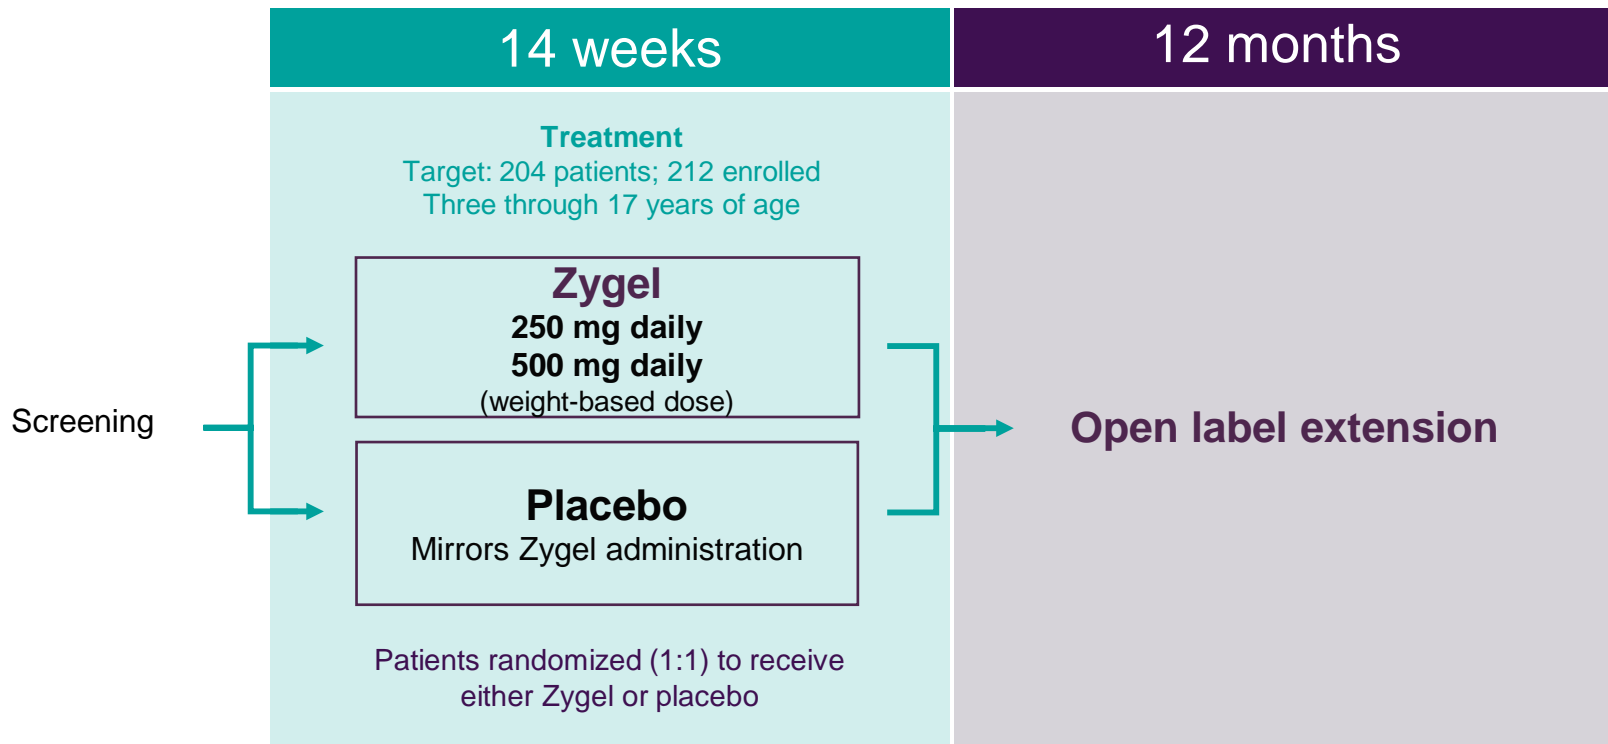 14 weeks
12 months
Treatment
Target: 204 patients; 212 enrolled
Three through 17 years of age
Zygel
250 mg daily
500 mg daily
(weight-based dose)
Screening
Open label extension
Placebo
Mirrors Zygel administration
Patients randomized (1:1) to receive
either Zygel or placebo